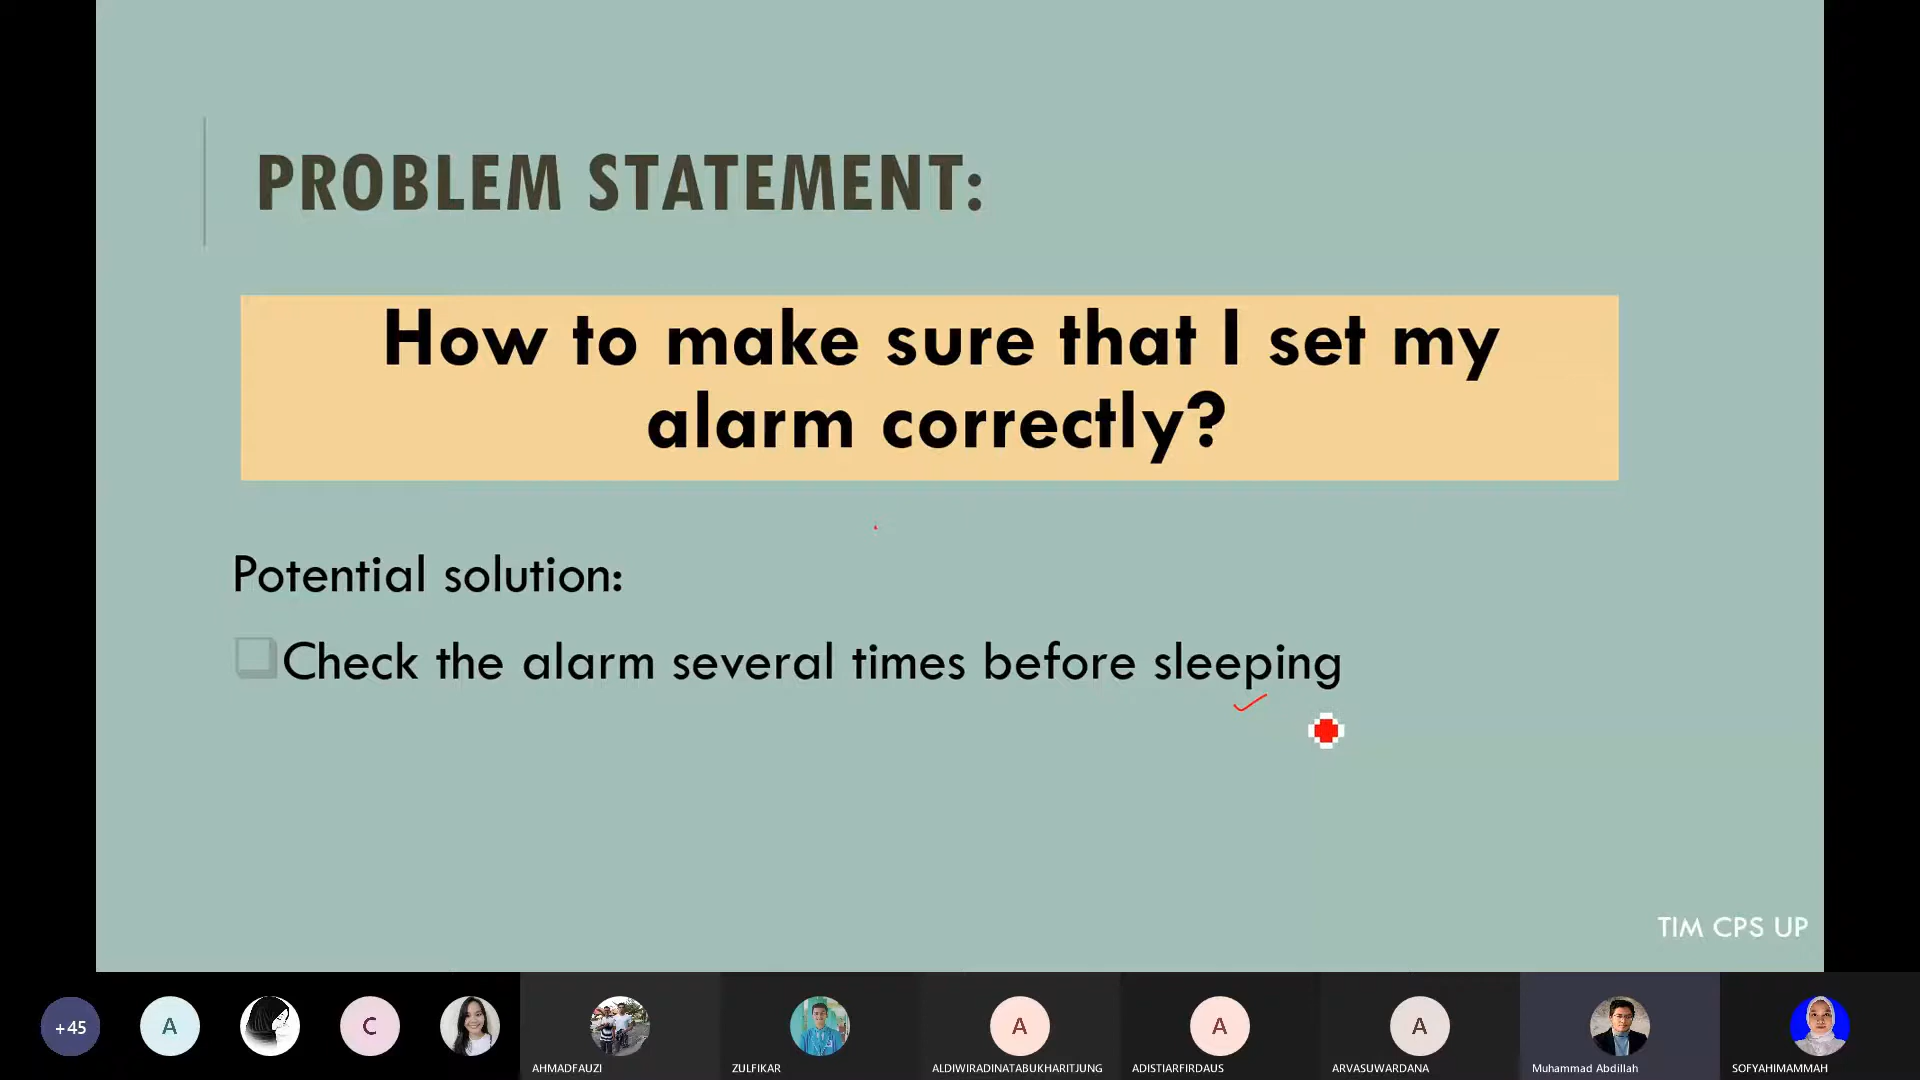 PROBLEM STATEMENT:
How to make sure that I set my
alarm correctly?
Potential solution:
Check the alarm several times before sleeping
TIM CPS UP
+45
A
C
A
A
A
AHMADFAUZI
ZULFIKAR
ALDIWIRADINATABUKHARITJUNG
ADISTIARFIRDAUS
ARVASUWARDANA
Muhammad Abdillah
SOFYAHIMAMMAH